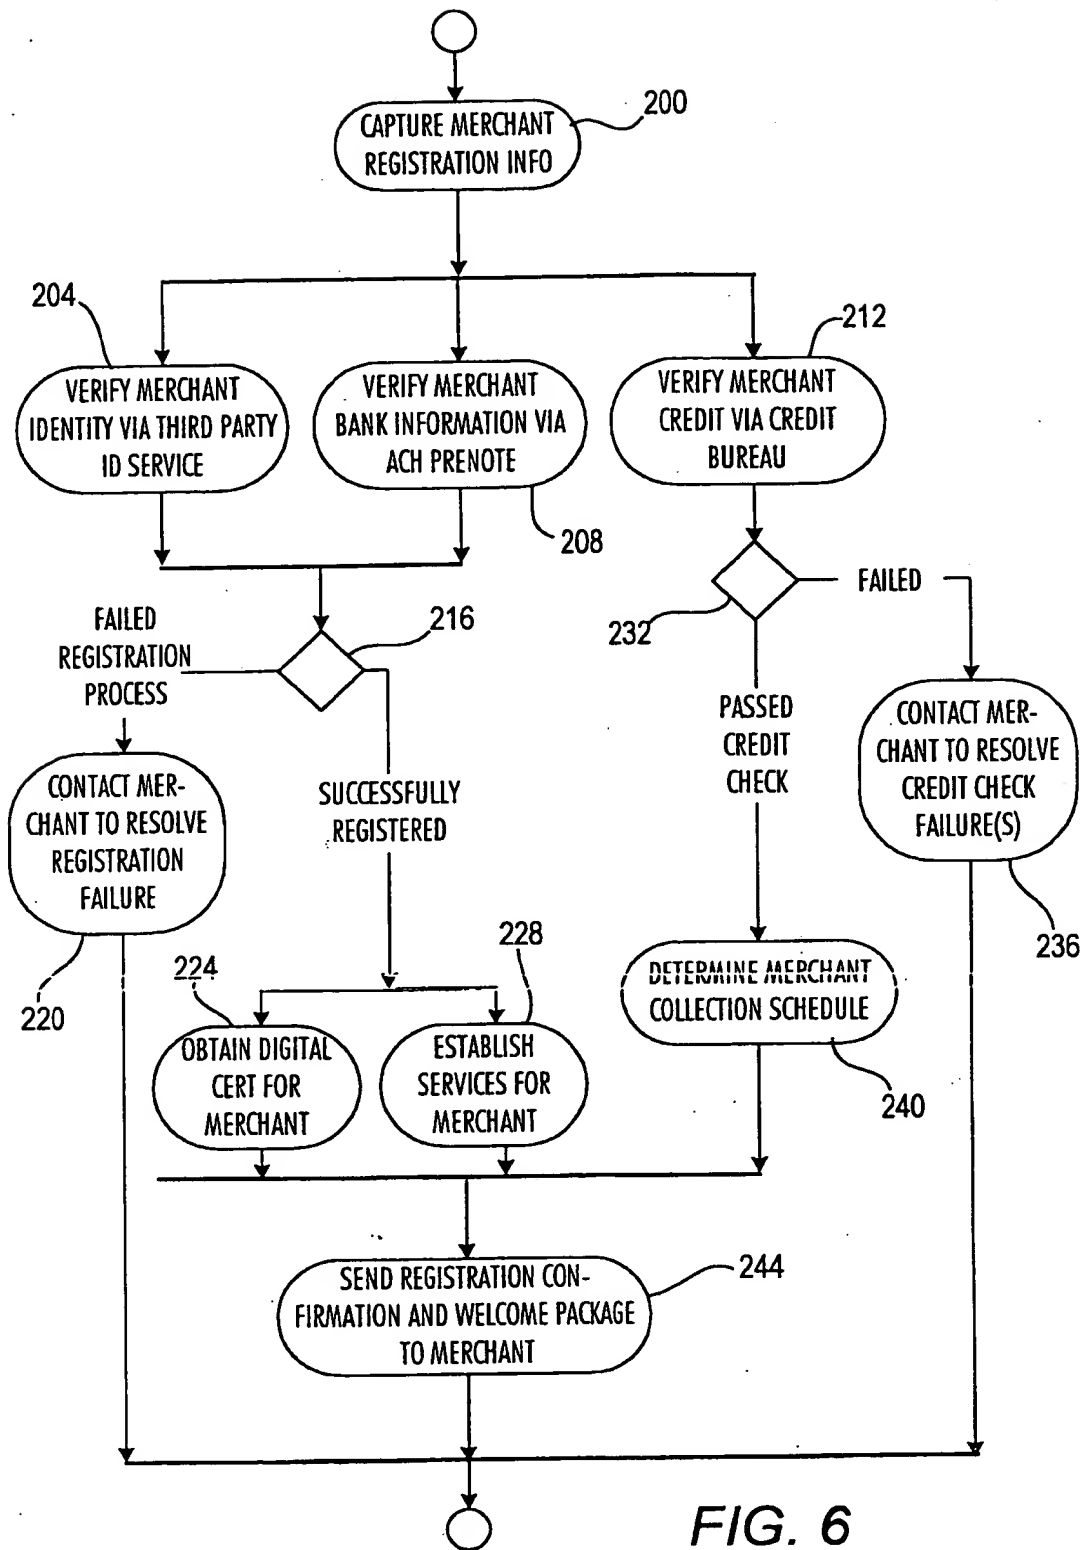 CAPTURE MERCHANT
REGISTRATION INFO
200
204
212
VERIFY MERCHANT
IDENTITY VIA THIRD PARTY
ID SERVICE
VERIFY MERCHANT
BANK INFORMATION VIA
ACH PRENOTE
VERIFY MERCHANT
CREDIT VIA CREDIT
BUREAU
208
216
232
FAILED
FAILED
REGISTRATION
PROCESS
PASSED
CREDIT
CHECK
CONTACT MER-
CHANT TO RESOLVE
CREDIT CHECK
FAILURE(S)
CONTACT MER-
CHANT TO RESOLVE
REGISTRATION
FAILURE
SUCCESSFULLY
REGISTERED
236
220
224
228
DETERMINE MERCHANT
COLLECTION SCHEDULE
OBTAIN DIGITAL
CERT FOR
MERCHANT
ESTABLISH
SERVICES FOR
MERCHANT
240
SEND REGISTRATION CON-
FIRMATION AND WELCOME PACKAGE
TO MERCHANT
244
FIG. 6